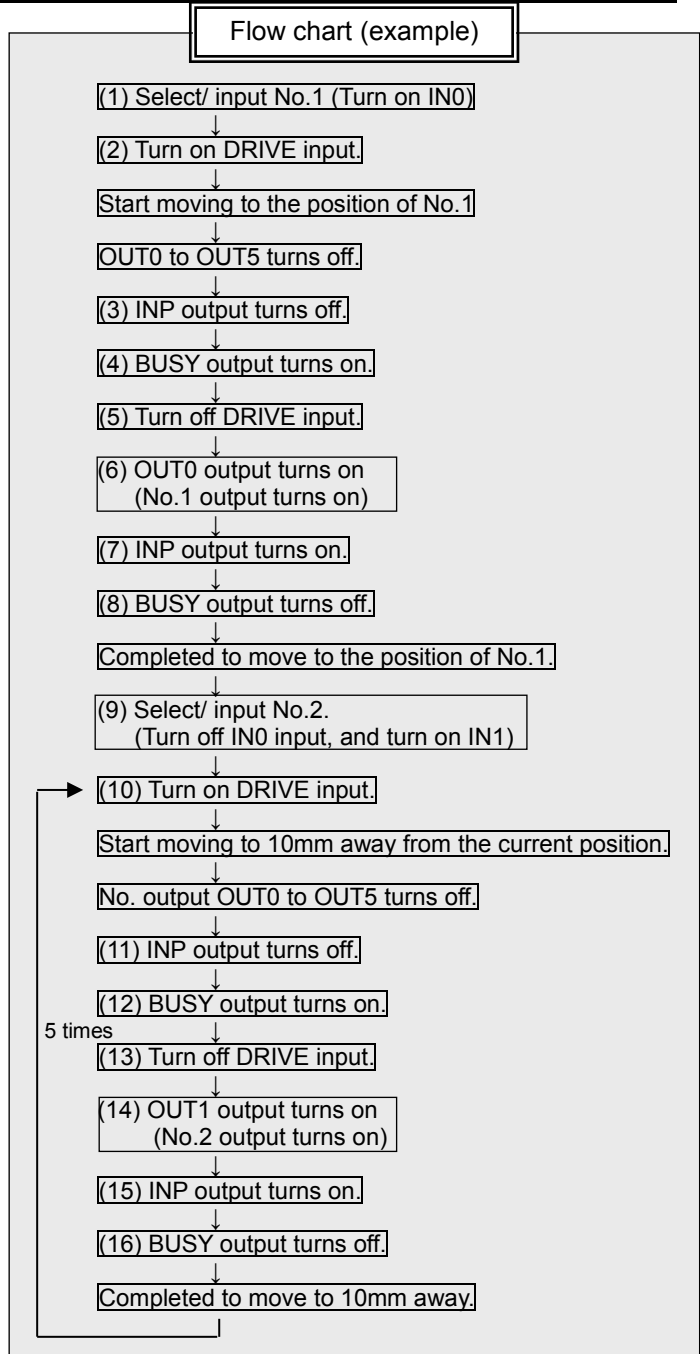 Flow chart (example)
(1) Select/ input No.1 (Turn on IN0)
↓
(2) Turn on DRIVE input.
↓
Start moving to the position of No.1
↓
OUT0 to OUT5 turns off.
↓
(3) INP output turns off.
↓
(4) BUSY output turns on.
↓
(5) Turn off DRIVE input.
↓
(6) OUT0 output turns on
(No.1 output turns on)
↓
(7) INP output turns on.
↓
(8) BUSY output turns off.
↓
Completed to move to the position of No.1.
↓
(9) Select/ input No.2.
(Turn off IN0 input, and turn on IN1)
↓
(10) Turn on DRIVE input.
↓
Start moving to 10mm away from the current position.
↓
No. output OUT0 to OUT5 turns off.
↓
(11) INP output turns off.
↓
(12) BUSY output turns on.
5 times
↓
(13) Turn off DRIVE input.
↓
(14) OUT1 output turns on
(No.2 output turns on)
↓
(15) INP output turns on.
↓
(16) BUSY output turns off.
↓
Completed to move to 10mm away.